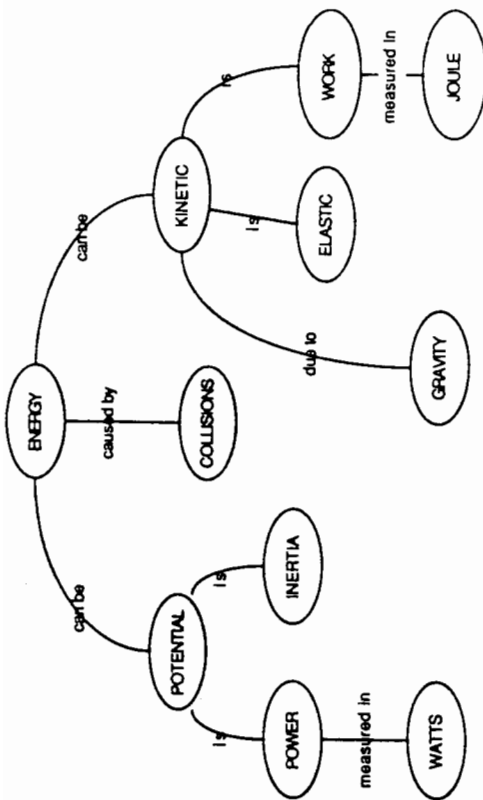 ENERGY
can be
caused by
can be
POTENTIAL
COLLISIONS
KINETIC
Is
Is
due to
Is
rs
POWER
INERTIA
ELASTIC
WORK
measured in
measured In
WATTS
GRAVITY
JOULE